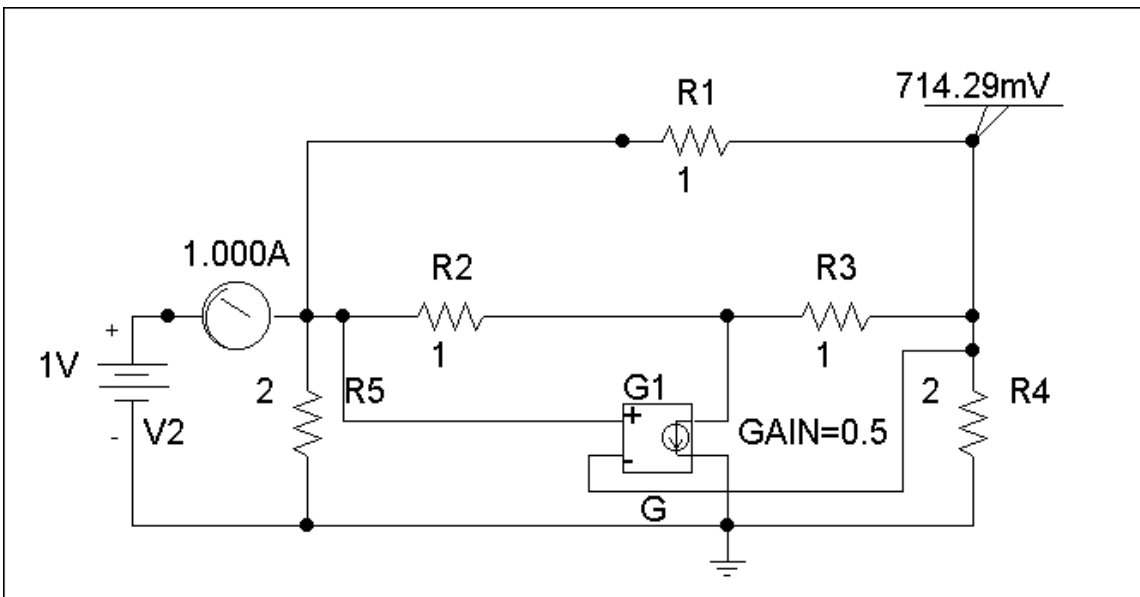 714.29mV
R1
1
1.000A
R2
R3
+
1
1
1V
2
R5
G1
2
R4
+
-
V2
GAIN=0.5
-
G